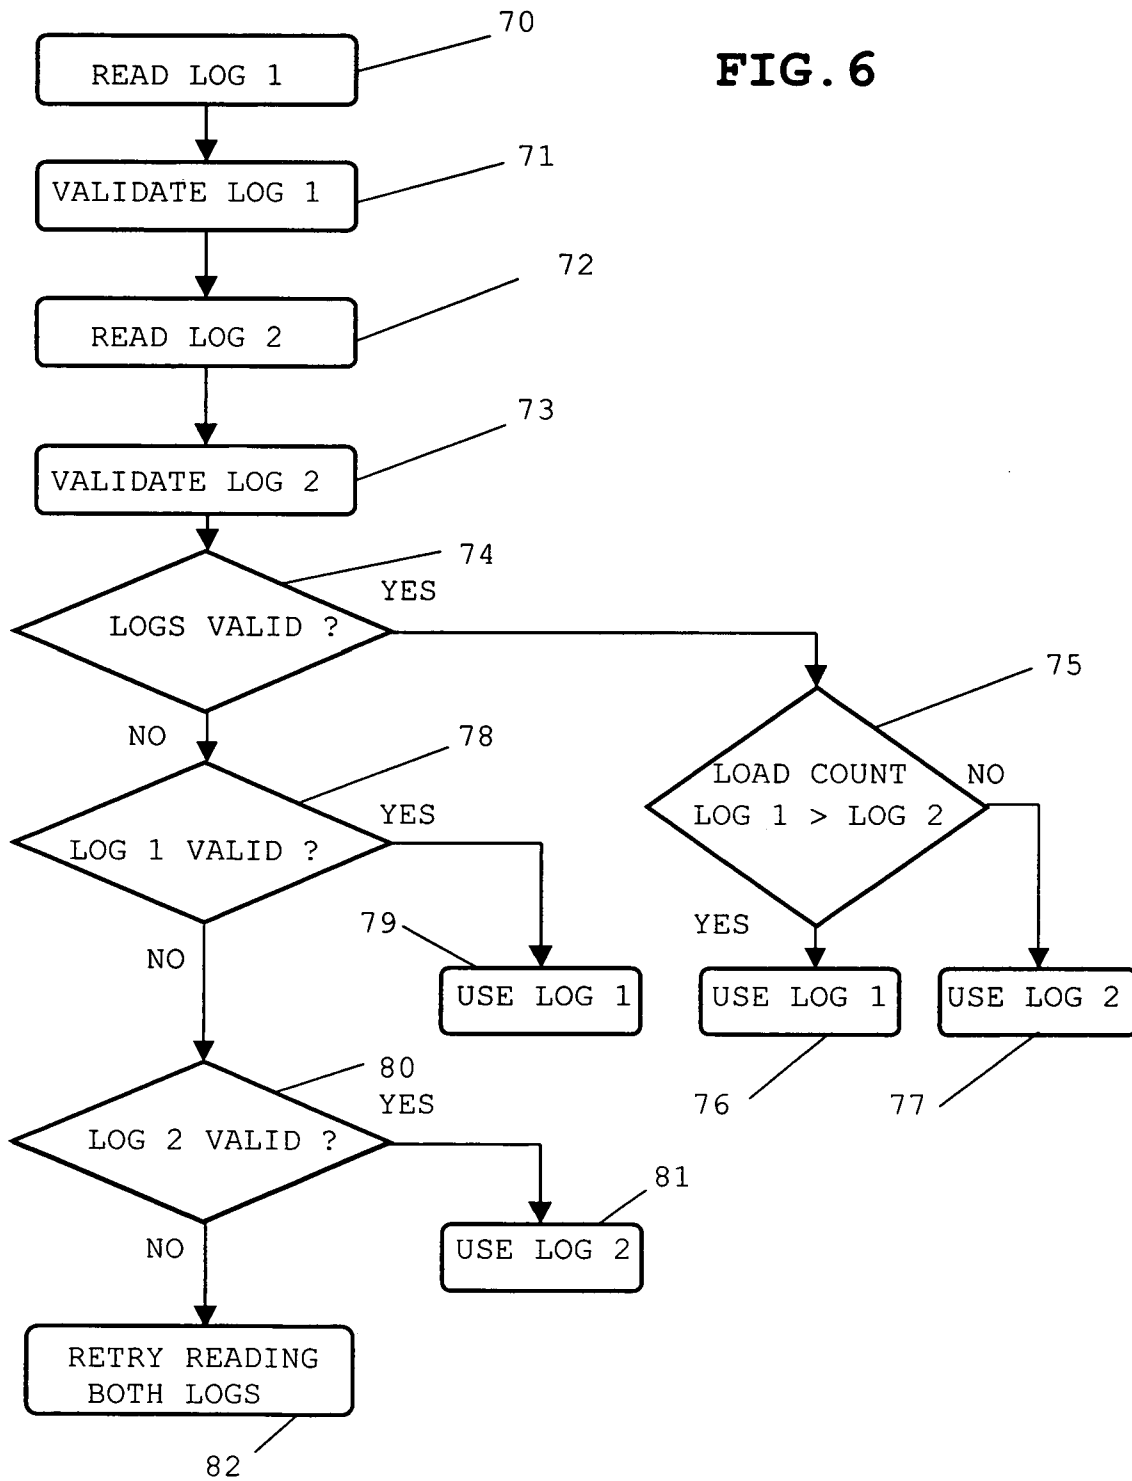 70
FIG.6
READ LOG 1
71
VALIDATE LOG 1
72
READ LOG 2
73
VALIDATE LOG 2
74
YES
LOGS VALID ?
75
NO
78
LOAD COUNT
LOG 1 > LOG 2
NO
YES
LOG 1 VALID ?
79
YES
NO
USE LOG 1
USE LOG 1
USE LOG 2
80
YES
76
77
LOG 2 VALID ?
81
NO
USE LOG 2
RETRY READING
BOTH LOGS
82